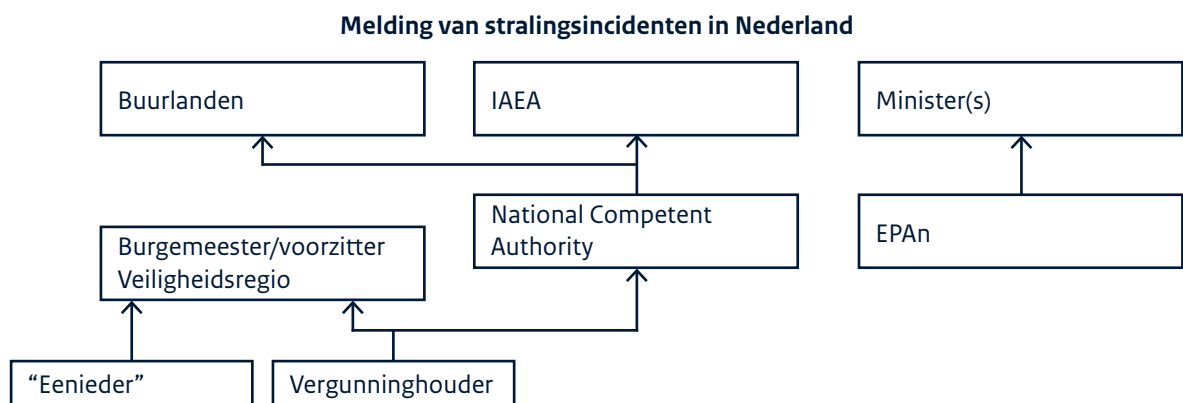 Melding van stralingsincidenten in Nederland
Buurlanden
IAEA
Minister(s)
National Competent
Authority
EPAn
Burgemeester/voorzitter
Veiligheidsregio
“Eenieder”
Vergunninghouder